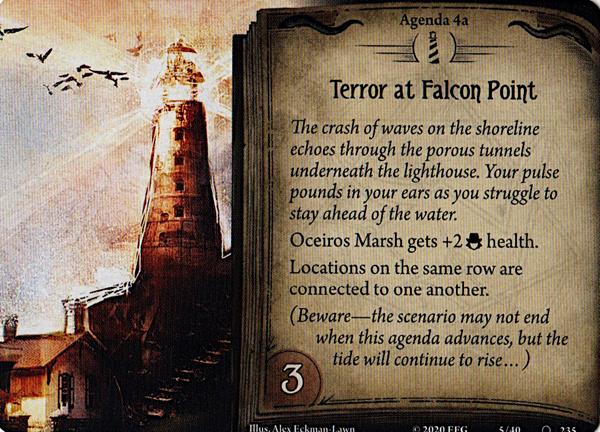 Agenda 4a
Terror at Falcon Point
The crash of waves on the shoreline
echoes through the porous tunnels
underneath the lighthouse. Your pulse
pounds in your ears as you struggle to
stay ahead of the water.
Oceiros Marsh gets +2 health.
Locations on the same row are
connected to one another.
(Beware—the scenario may not end
when this agenda advances, but the
tide will continue to rise… )
3
Illus. Alex Eckman-Lawn
© 2020 FFG
5/40
235